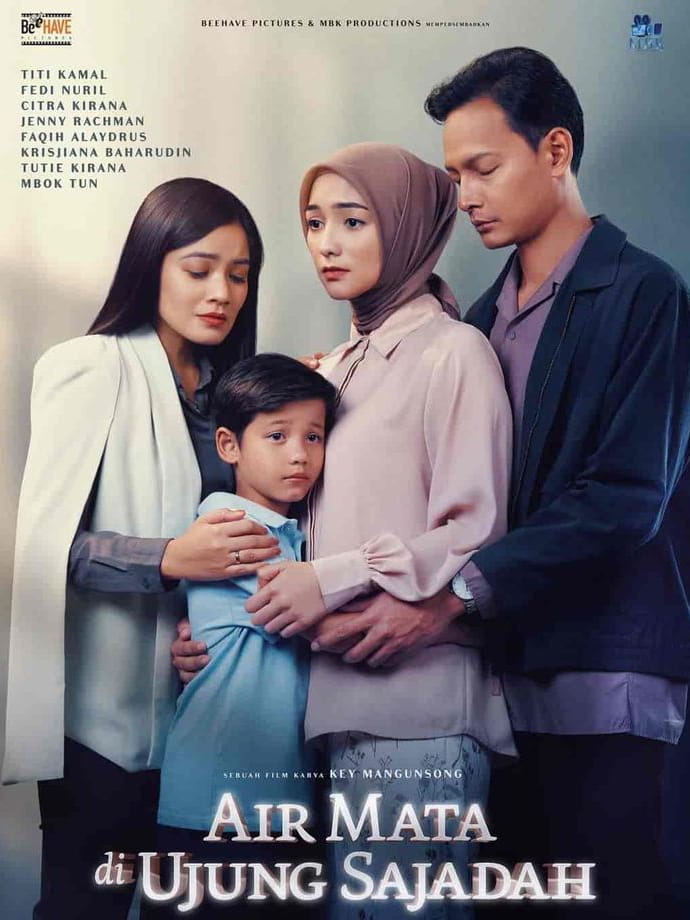 BeeHAVE
PICTURES
BEEHAVE PICTURES & MBK PRODUCTIONS MEMPERSEMBAHKAN
TITI KAMAL
FEDI NURIL
CITRA KIRANA
JENNY RACHMAN
FAQIH ALAYDRUS
KRISJIANA BAHARUDIN
TUTIE KIRANA
MBOK TUN
SEBUAH FILM KARYA KEY MANGUNSONG
AIR MATA
di UJUNG SAJADAH